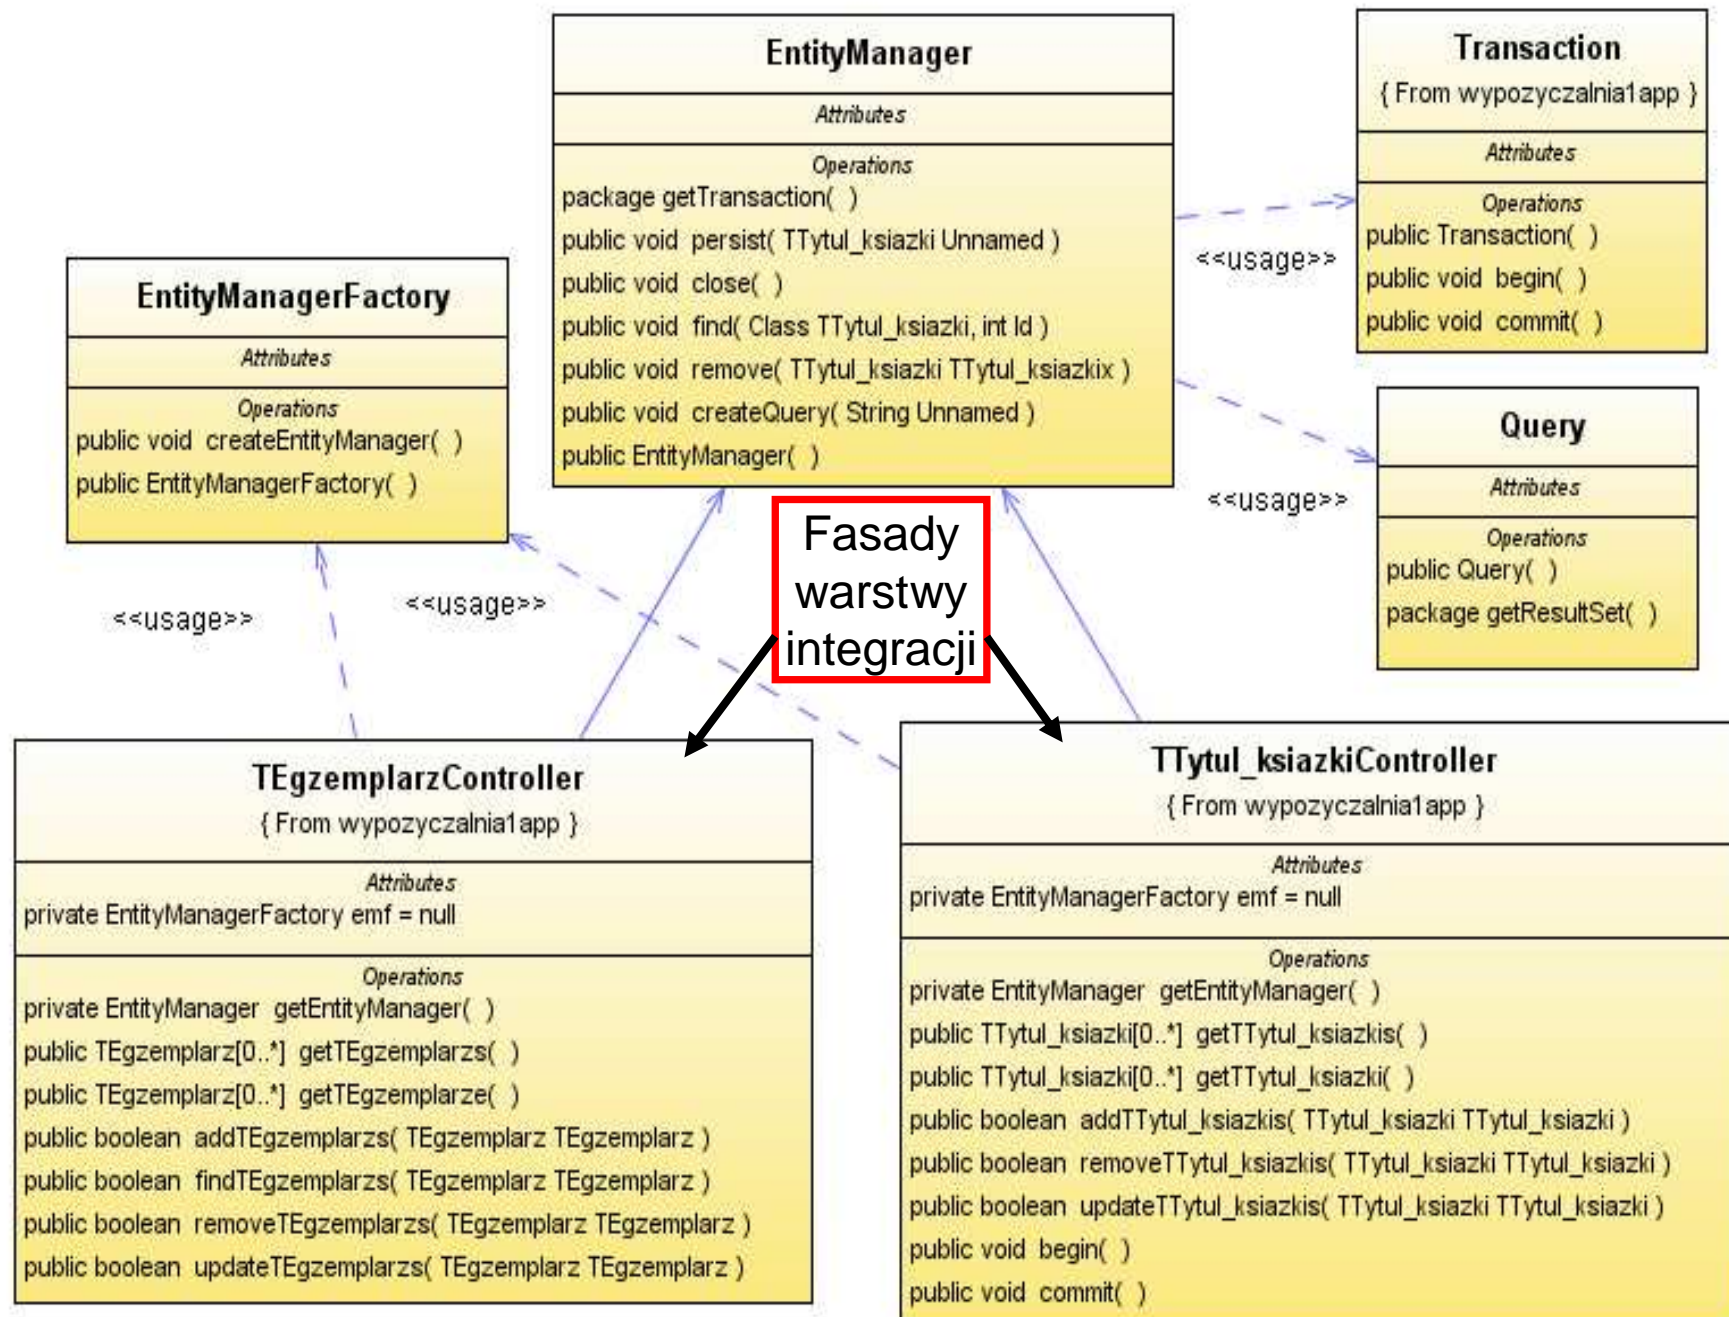 EntityManager
Attributes
Operations
package getTransaction( )
public void persist( TTytul_ksiazki Unnamed )
public void close( )
public void find( Class TTytul_ksiazki, int Id )
public void remove( TTytul_ksiazki TTytul_ksiazkix )
public void createQuery( String Unnamed )
public EntityManager( )
Transaction
{ From wypozyczalnia1app }
Attributes
Operations
public Transaction( )
public void begin( )
public void commit( )
<<usage>>
EntityManagerFactory
Attributes
Operations
public void createEntityManager( )
public EntityManagerFactory( )
Query
Attributes
Operations
public Query( )
package getResultSet( )
<<usage>>
Fasady
warstwy
integracji
<<usage>>
<<usage>>
TEgzemplarzController
{ From wypozyczalnia1app }
Attributes
private EntityManagerFactory emf = null
Operations
private EntityManager getEntityManager( )
public TEgzemplarz[0..*] getTEgzemplarzs( )
public TEgzemplarz[0..*] getTEgzemplarze( )
public boolean addTEgzemplarzs( TEgzemplarz TEgzemplarz )
public boolean findTEgzemplarzs( TEgzemplarz TEgzemplarz )
public boolean removeTEgzemplarzs( TEgzemplarz TEgzemplarz )
public boolean updateTEgzemplarzs( TEgzemplarz TEgzemplarz )
TTytul_ksiazkiController
{ From wypozyczalnia1app }
Attributes
private EntityManagerFactory emf = null
Operations
private EntityManager getEntityManager( )
public TTytul_ksiazki[0..*] getTTytul_ksiazkis( )
public TTytul_ksiazki[0..*] getTTytul_ksiazki( )
public boolean addTTytul_ksiazkis( TTytul_ksiazki TTytul_ksiazki )
public boolean removeTTytul_ksiazkis( TTytul_ksiazki TTytul_ksiazki )
public boolean updateTTytul_ksiazkis( TTytul_ksiazki TTytul_ksiazki )
public void begin( )
public void commit( )